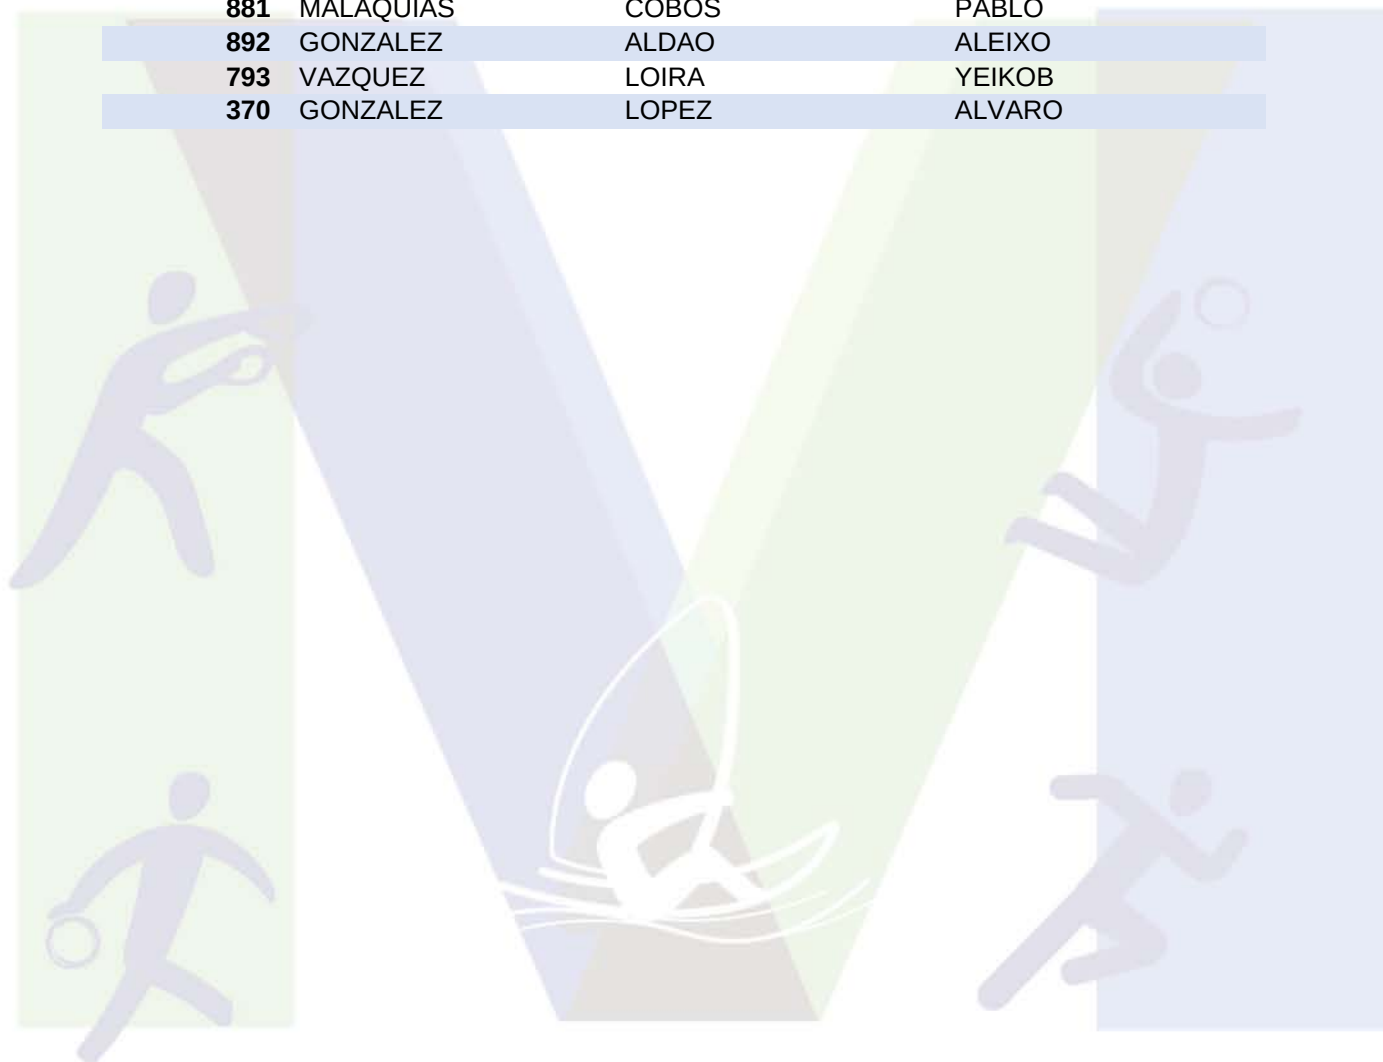 881 MALAQUIAS COBOS PABLO
892 GONZALEZ ALDAO ALEIXO
793 VAZQUEZ LOIRA YEIKOB
370 GONZALEZ LOPEZ ALVARO